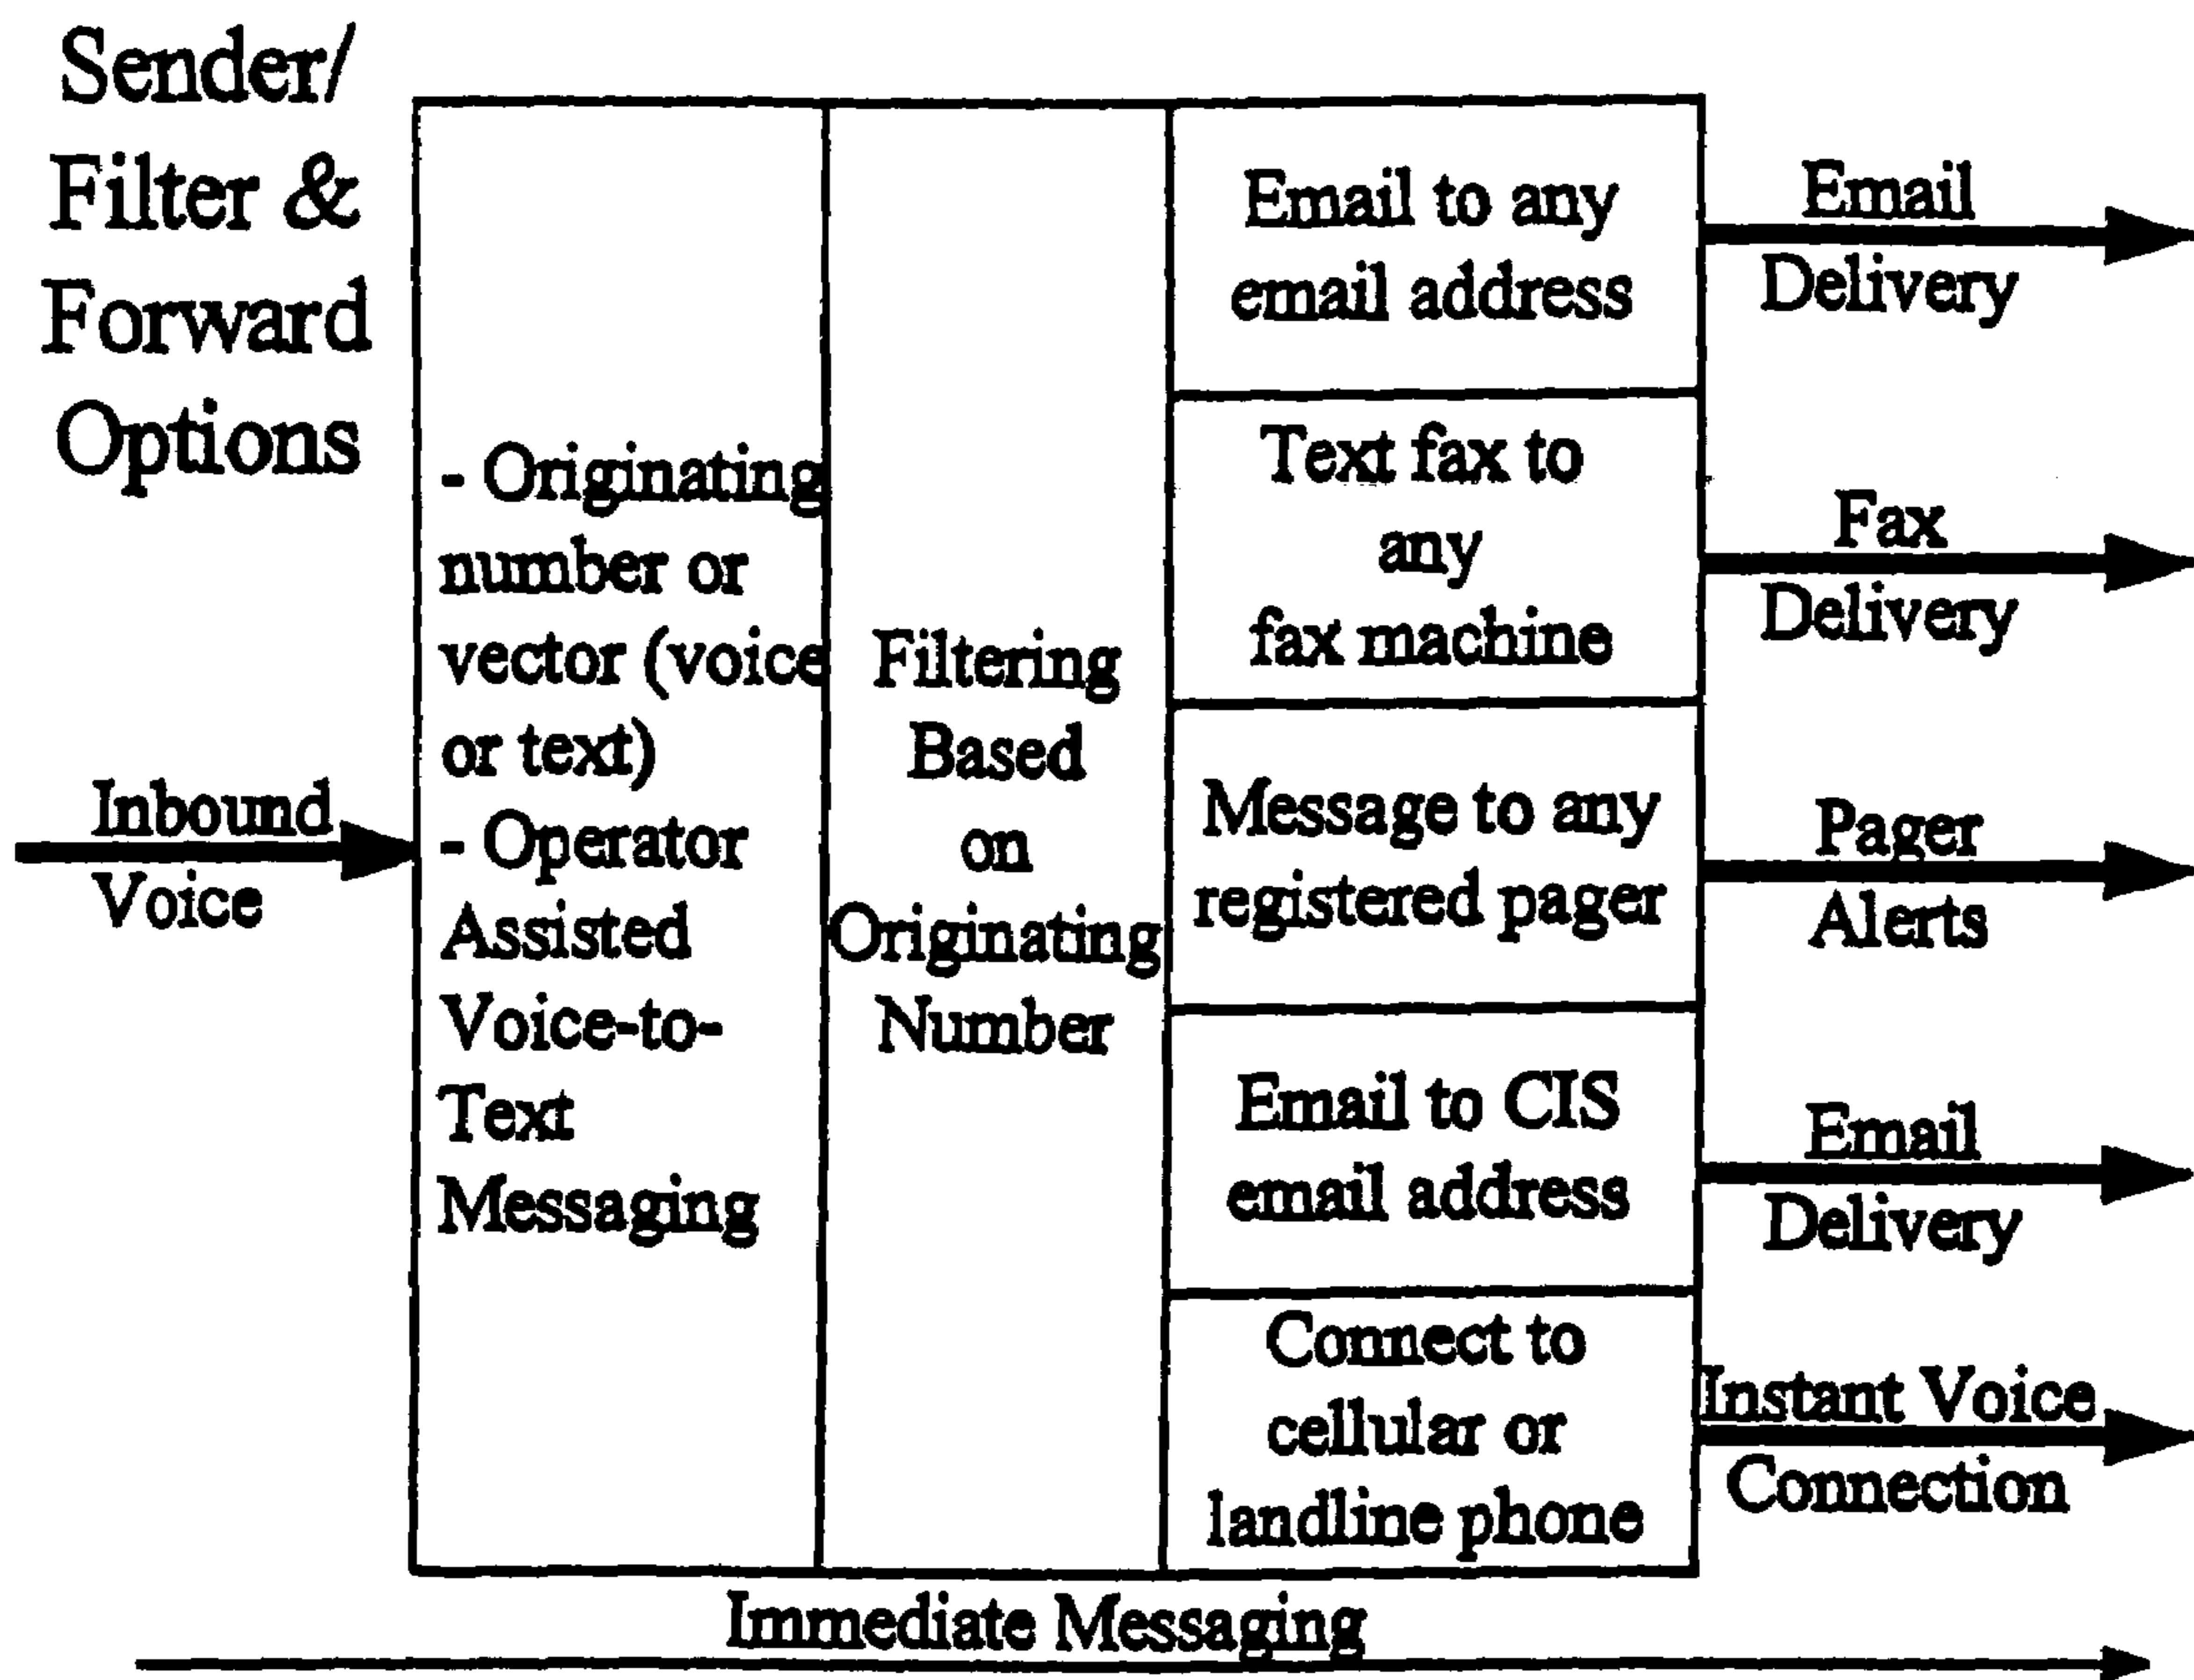 Sender/
Filter &
Forward
Options
Inbound
Voice
- Originating
number or
vector (voice
or text)
- Operator
Assisted
Voice-to-
Text
Messaging
Filtering
Based
on
Originating
Number
Email to any
email address
Text fax to
any
fax machine
Message to any
registered pager
Email to CIS
email address
Connect to
cellular or
landline phone
Email
Delivery
Fax
Delivery
Pager
Alerts
Email
Delivery
Instant Voice
Connection
Immediate Messaging